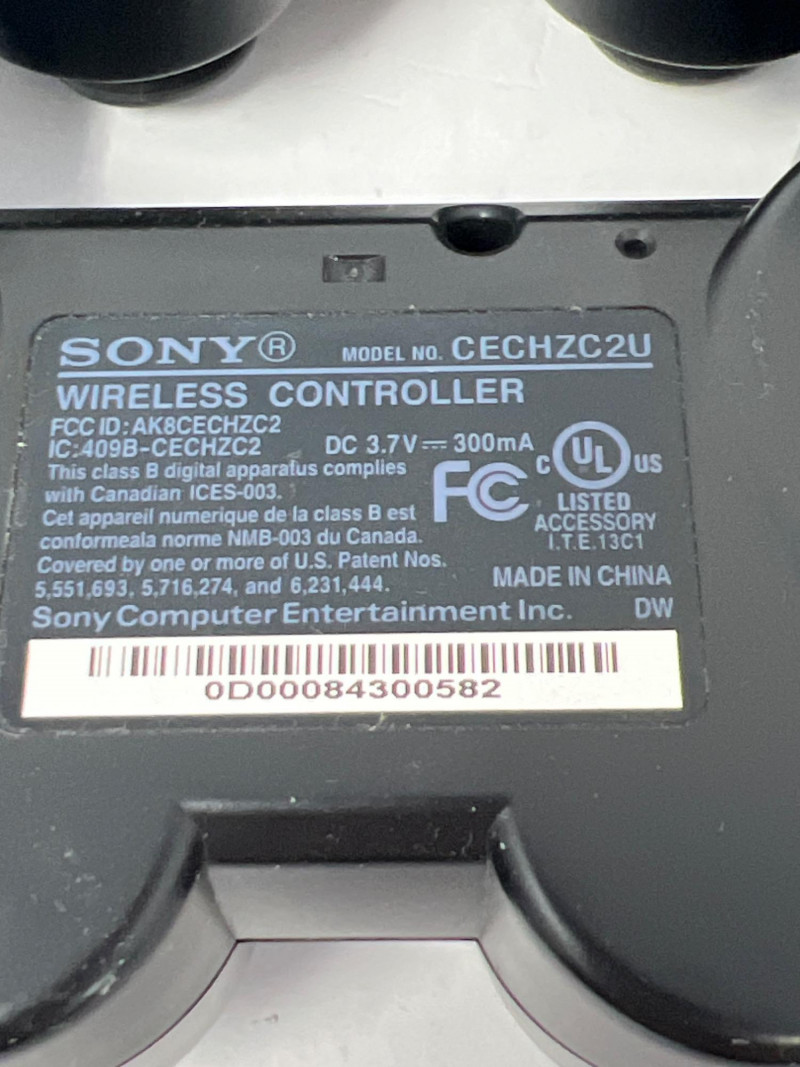 SONY® MODEL NO. CECHZC2U
WIRELESS CONTROLLER
FCC ID: AK8CECHZC2
IC: 409B-CECHZC2 DC 3.7V⎓300mA
This class B digital apparatus complies
with Canadian ICES-003.
Cet appareil numerique de la class B est
conformeala norme NMB-003 du Canada.
Covered by one or more of U.S. Patent Nos.
5,551,693, 5,716,274, and 6,231,444.
Sony Computer Entertainment Inc.
FC
C UL US
LISTED
ACCESSORY
I.T.E.13C1
MADE IN CHINA
DW
0D00084300582